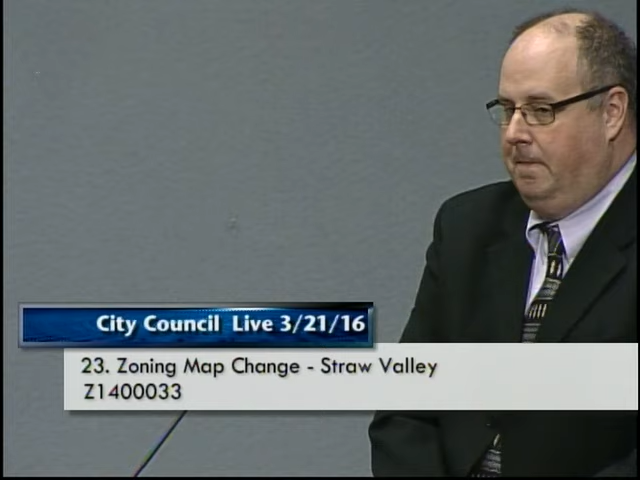 City Council Live 3/21/16
23. Zoning Map Change - Straw Valley
Z1400033